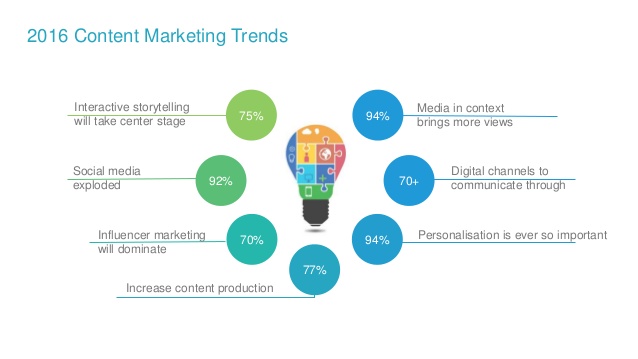 2016 Content Marketing Trends
Interactive storytelling
will take center stage
75%
94%
Media in context
brings more views
Social media
exploded
92%
70+
Digital channels to
communicate through
Influencer marketing
will dominate
70%
94%
Personalisation is ever so important
77%
Increase content production